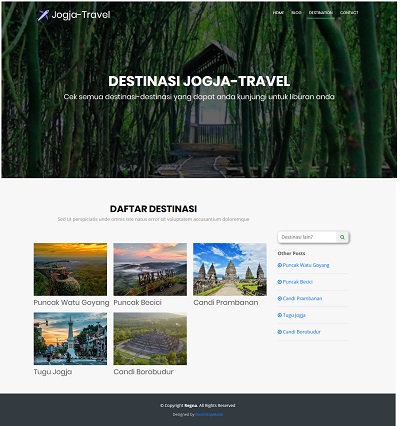 Jogja-Travel
HOME BLOG DESTINATION CONTACT
DESTINASI JOGJA-TRAVEL
Cek semua destinasi-destinasi yang dapat anda kunjungi untuk liburan anda
DAFTAR DESTINASI
Sed ut perspiciatis unde omnis iste natus error sit voluptatem accusantium doloremque
Destinasi lain?
Other Posts
Puncak Watu Goyang
Puncak Becici
Candi Prambanan
Tugu Jogja
Candi Borobudur
Puncak Watu Goyang
Puncak Becici
Candi Prambanan
Tugu Jogja
Candi Borobudur
© Copyright Regna. All Rights Reserved
Designed by